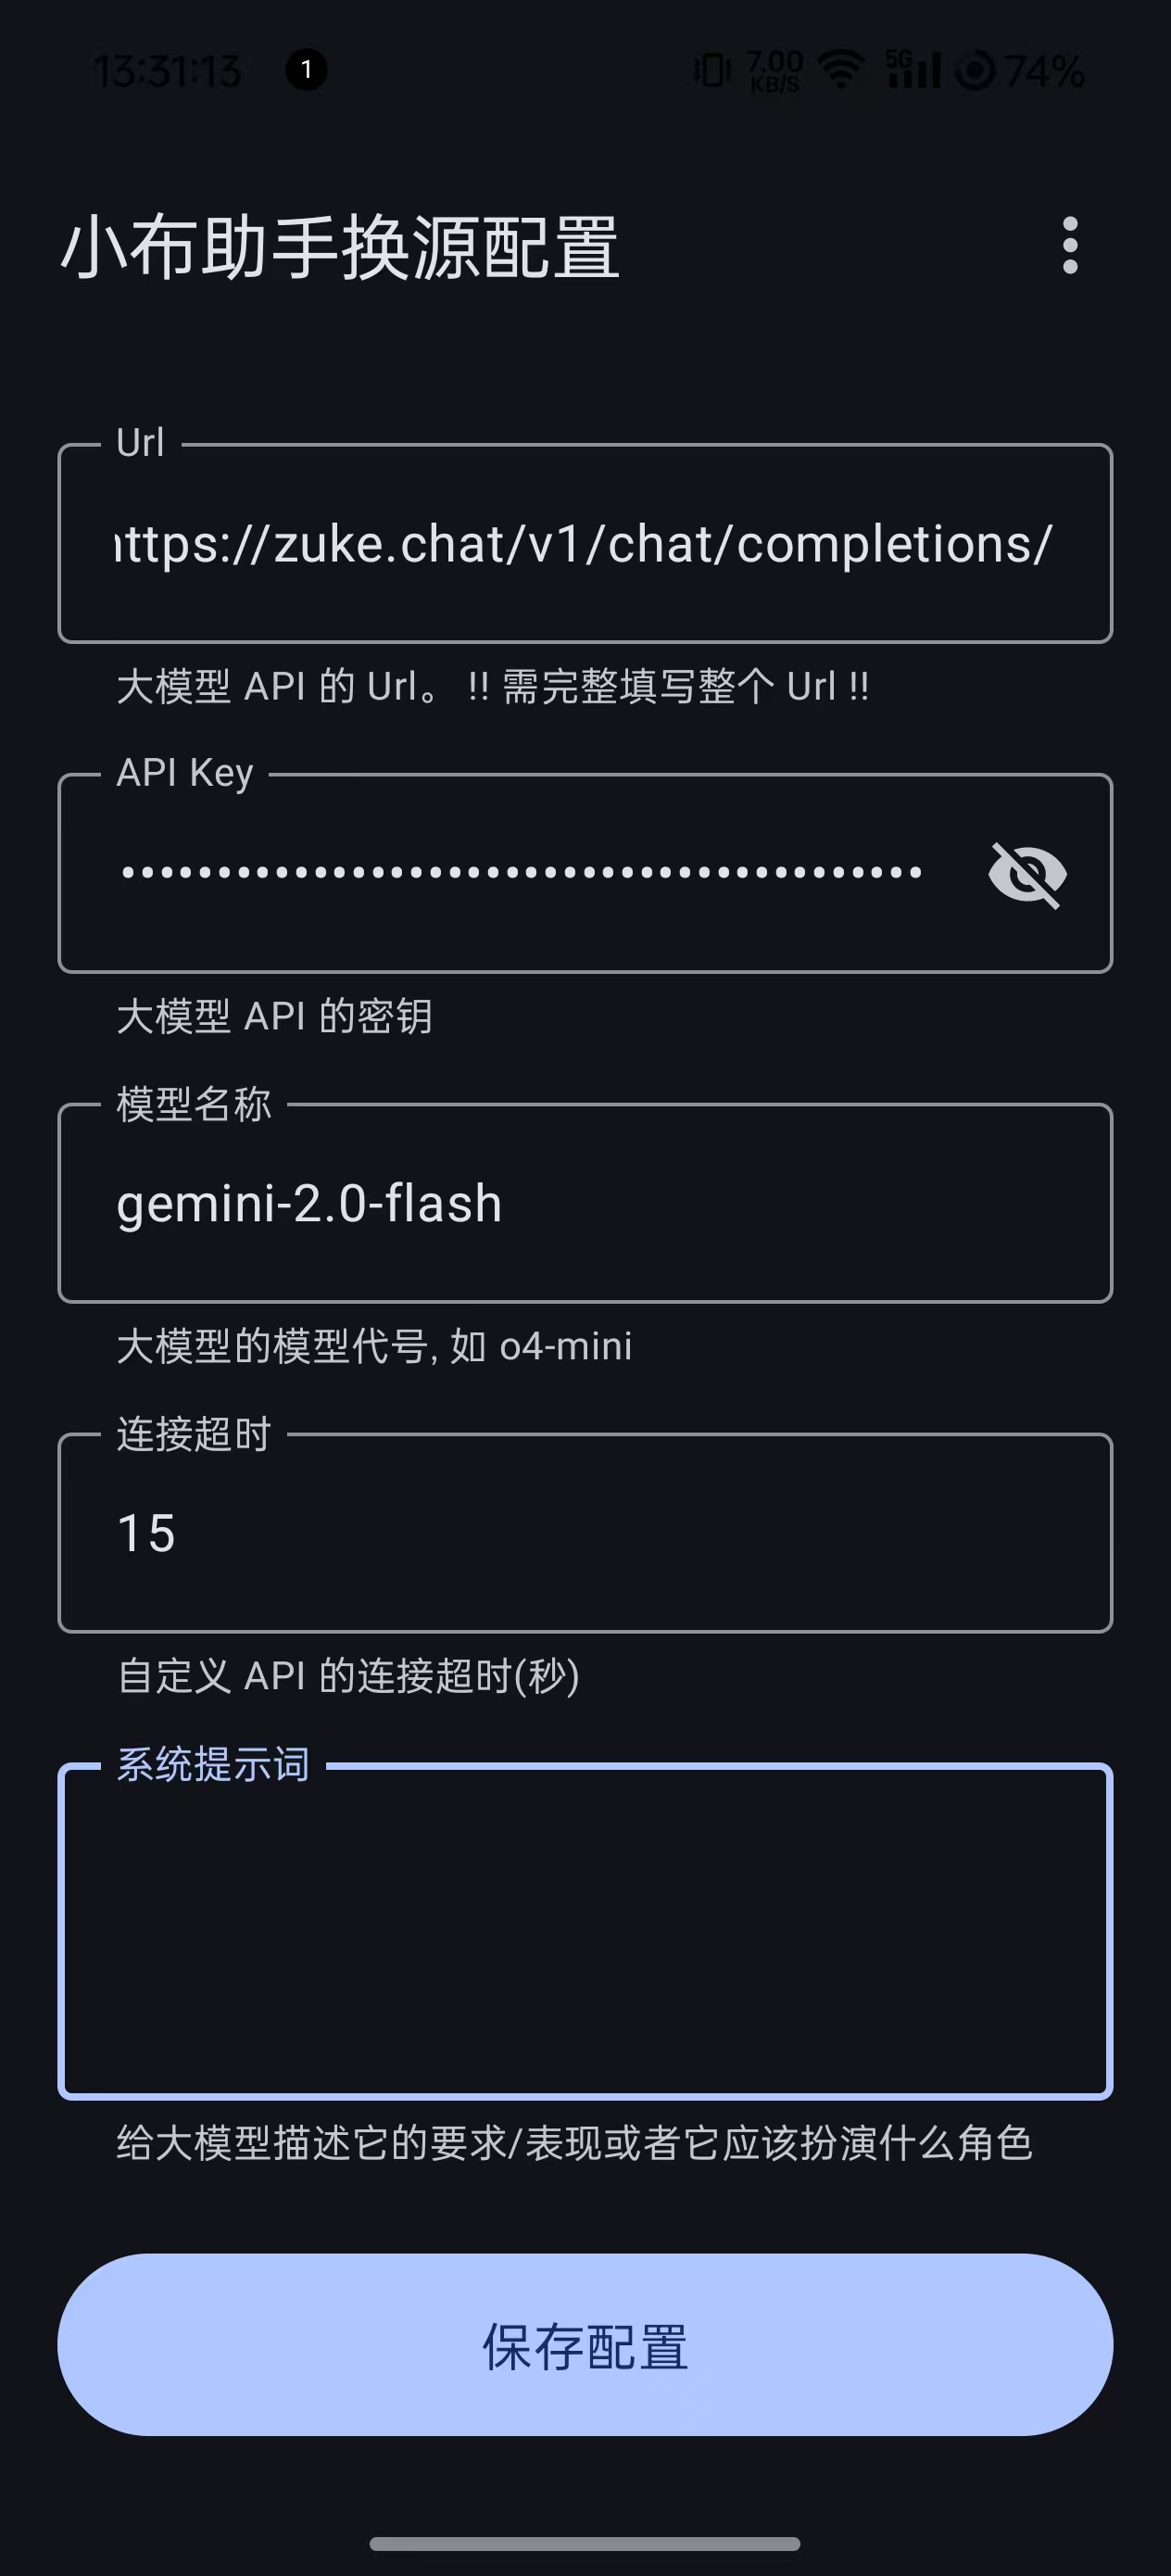 13:31:13
1
7.00
KB/S
5G
74%
小布助手换源配置
Url
https://zuke.chat/v1/chat/completions/
大模型 API 的 Url。 !! 需完整填写整个 Url !!
API Key
••••••••••••••••••••••••••••••••••••••••••
大模型 API 的密钥
模型名称
gemini-2.0-flash
大模型的模型代号, 如 o4-mini
连接超时
15
自定义 API 的连接超时(秒)
系统提示词
给大模型描述它的要求/表现或者它应该扮演什么角色
保存配置